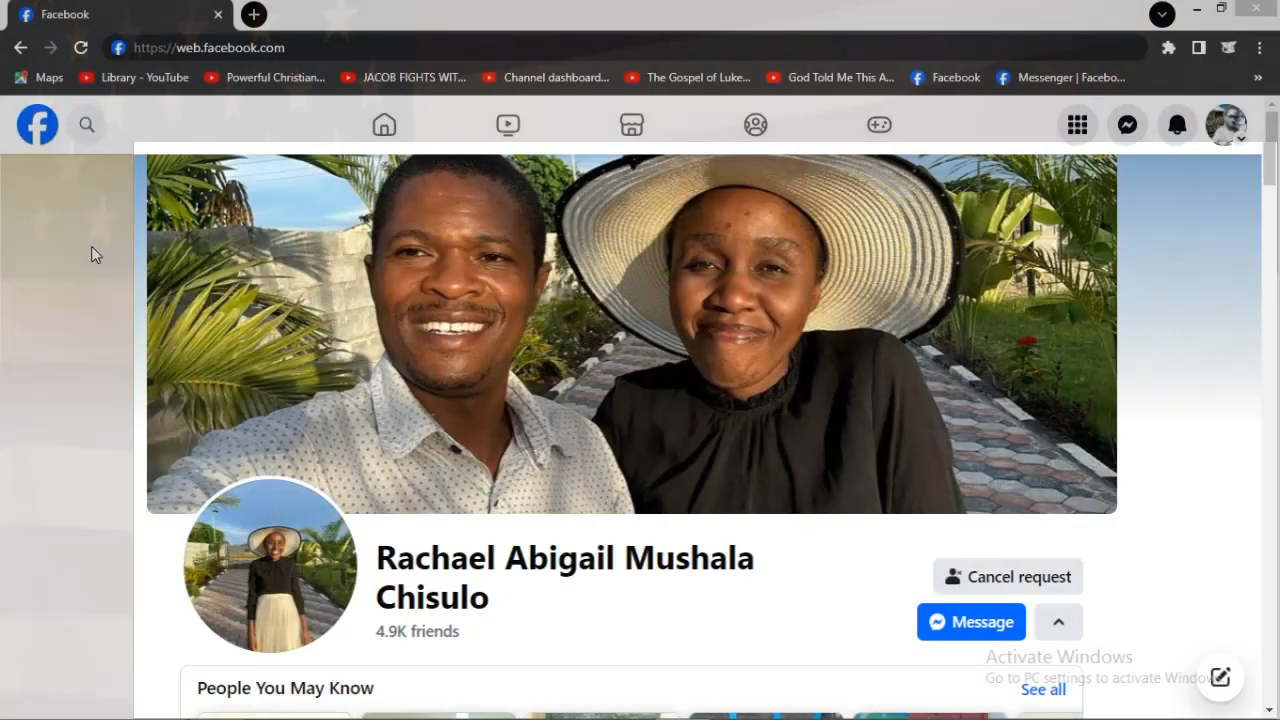 Facebook
https://web.facebook.com
Maps
Library - YouTube
Powerful Christian...
JACOB FIGHTS WIT...
Channel dashboard...
The Gospel of Luke...
God Told Me This A...
Facebook
Messenger | Facebo...
Rachael Abigail Mushala
Chisulo
4.9K friends
Cancel request
Message
Activate Windows
Go to PC settings to activate Windows.
People You May Know
See all